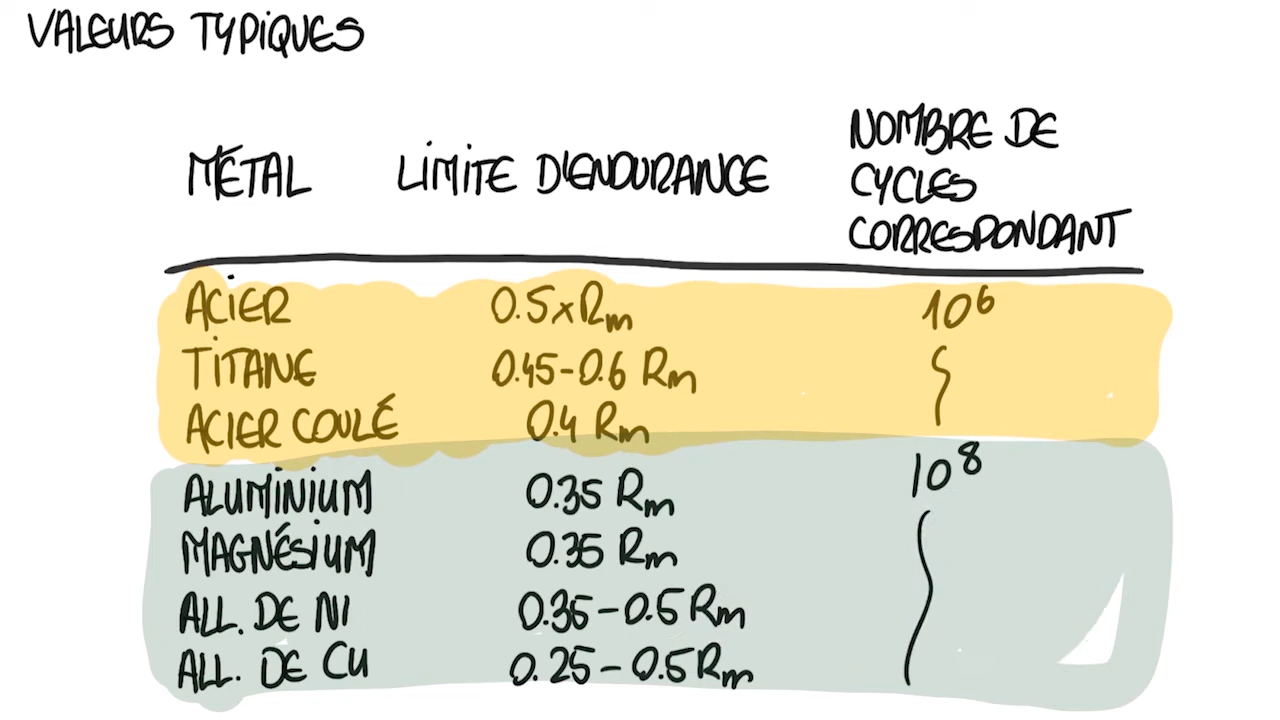 VALEURS TYPIQUES
MÉTAL LIMITE D'ENDURANCE NOMBRE DE CYCLES CORRESPONDANT
ACIER 0.5xRm 10⁶
TITANE 0.45-0.6 Rm
ACIER COULÉ 0.4 Rm
ALUMINIUM 0.35 Rm 10⁸
MAGNÉSIUM 0.35 Rm
ALL. DE NI 0.35-0.5 Rm
ALL. DE CU 0.25-0.5 Rm